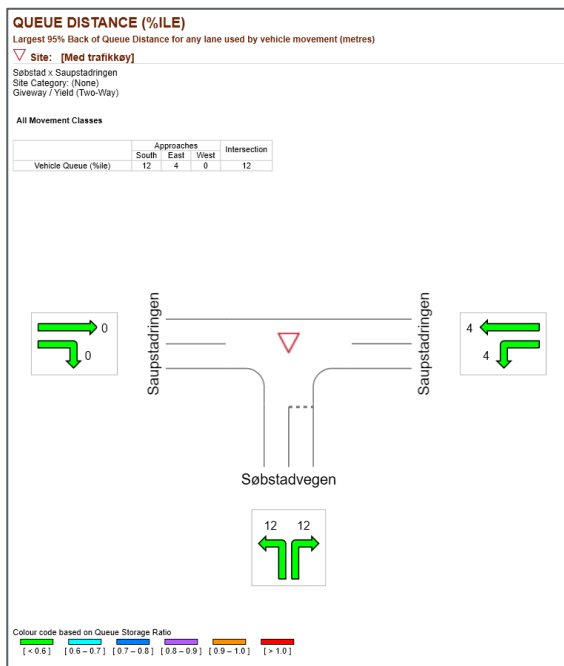 QUEUE DISTANCE (%ILE)
Largest 95% Back of Queue Distance for any lane used by vehicle movement (metres)
Site: [Med trafikkøy]
Søbstad x Saupstadringen
Site Category: (None)
Giveway / Yield (Two-Way)
All Movement Classes
Approaches Intersection
South East West
Vehicle Queue (%ile) 12 4 0 12
0
0
Saupstadringen
Saupstadringen
4
4
Søbstadvegen
12 12
Colour code based on Queue Storage Ratio
[ < 0.6 ] [ 0.6 – 0.7 ] [ 0.7 – 0.8 ] [ 0.8 – 0.9 ] [ 0.9 – 1.0 ] [ > 1.0 ]